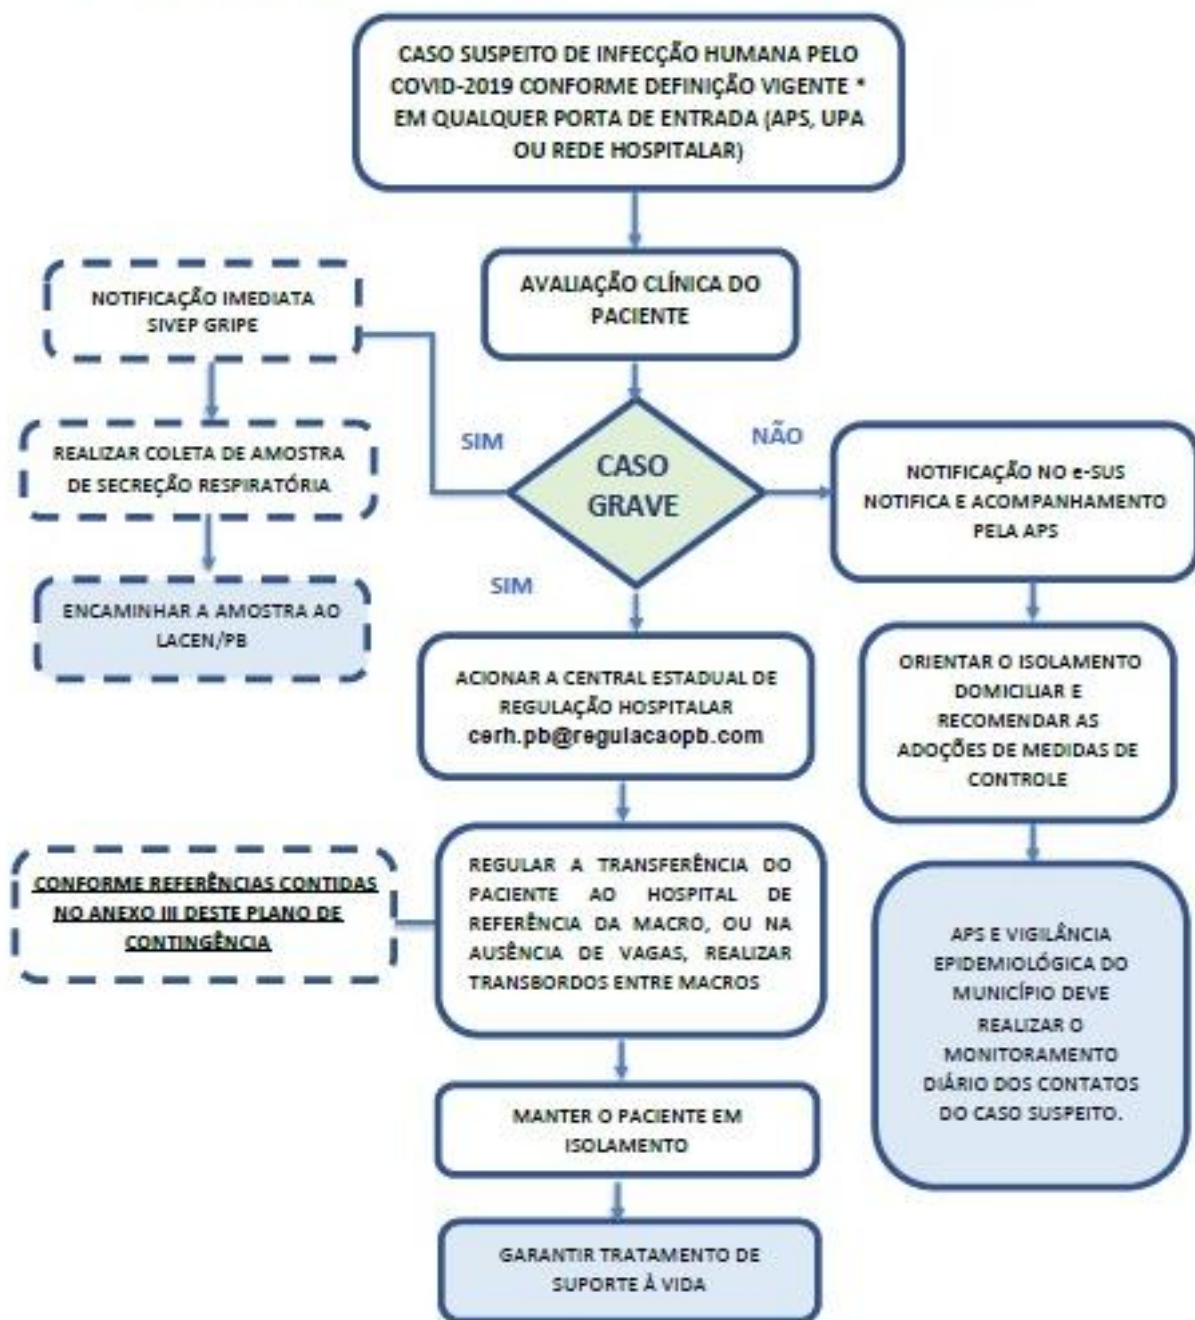 CASO SUSPEITO DE INFECÇÃO HUMANA PELO
COVID-2019 CONFORME DEFINIÇÃO VIGENTE *
EM QUALQUER PORTA DE ENTRADA (APS, UPA
OU REDE HOSPITALAR)
AVALIAÇÃO CLÍNICA DO
PACIENTE
NOTIFICAÇÃO IMEDIATA
SIVEP GRIPE
REALIZAR COLETA DE AMOSTRA
DE SECREÇÃO RESPIRATÓRIA
ENCAMINHAR A AMOSTRA AO
LACEN/PB
SIM
CASO
GRAVE
NÃO
SIM
NOTIFICAÇÃO NO e-SUS
NOTIFICA E ACOMPANHAMENTO
PELA APS
ACIONAR A CENTRAL ESTADUAL DE
REGULAÇÃO HOSPITALAR
cerh.pb@regulacaopb.com
ORIENTAR O ISOLAMENTO
DOMICILIAR E
RECOMENDAR AS
ADOÇÕES DE MEDIDAS DE
CONTROLE
CONFORME REFERÊNCIAS CONTIDAS
NO ANEXO III DESTE PLANO DE
CONTINGÊNCIA
REGULAR A TRANSFERÊNCIA DO
PACIENTE AO HOSPITAL DE
REFERÊNCIA DA MACRO, OU NA
AUSÊNCIA DE VAGAS, REALIZAR
TRANSBORDOS ENTRE MACROS
APS E VIGILÂNCIA
EPIDEMIOLÓGICA DO
MUNICÍPIO DEVE
REALIZAR O
MONITORAMENTO
DIÁRIO DOS CONTATOS
DO CASO SUSPEITO.
MANTER O PACIENTE EM
ISOLAMENTO
GARANTIR TRATAMENTO DE
SUPORTE À VIDA